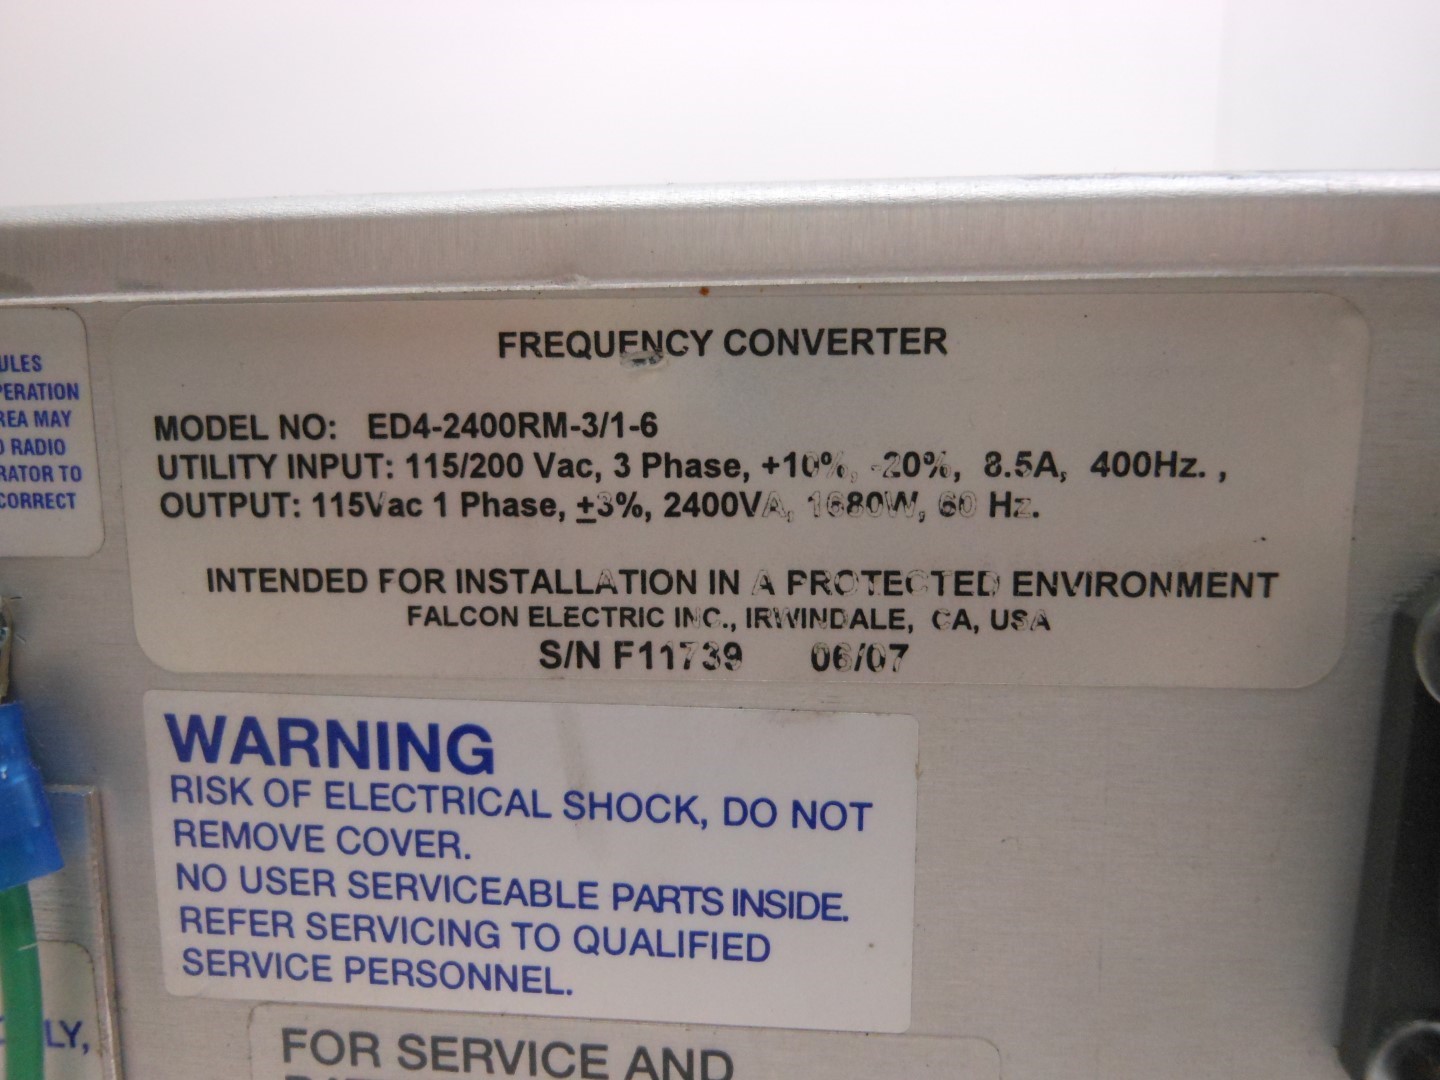 FREQUENCY CONVERTER
MODEL NO: ED4-2400RM-3/1-6
UTILITY INPUT: 115/200 Vac, 3 Phase, +10%, -20%, 8.5A, 400Hz. ,
OUTPUT: 115Vac 1 Phase, ±3%, 2400VA, 1680W, 60 Hz.
INTENDED FOR INSTALLATION IN A PROTECTED ENVIRONMENT
FALCON ELECTRIC INC., IRWINDALE, CA, USA
S/N F11739 06/07
ULES
PERATION
REA MAY
O RADIO
RATOR TO
CORRECT
WARNING
RISK OF ELECTRICAL SHOCK, DO NOT
REMOVE COVER.
NO USER SERVICEABLE PARTS INSIDE.
REFER SERVICING TO QUALIFIED
SERVICE PERSONNEL.
LY,
FOR SERVICE AND